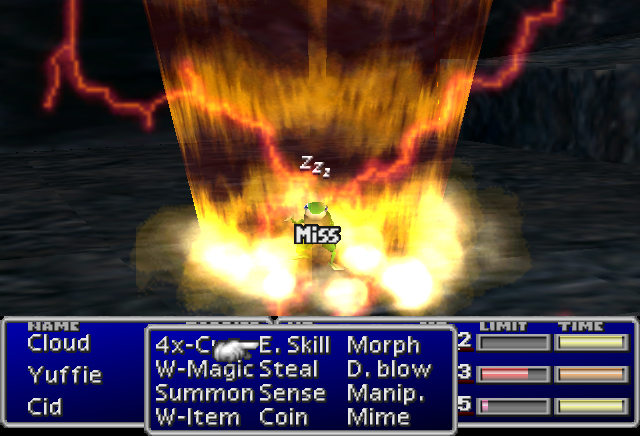 Zzz
Miss
NAME LIMIT TIME
Cloud 4x-C E. Skill Morph 2
Yuffie W-Magic Steal D. blow 3
Summon Sense Manip.
Cid W-Item Coin Mime 5